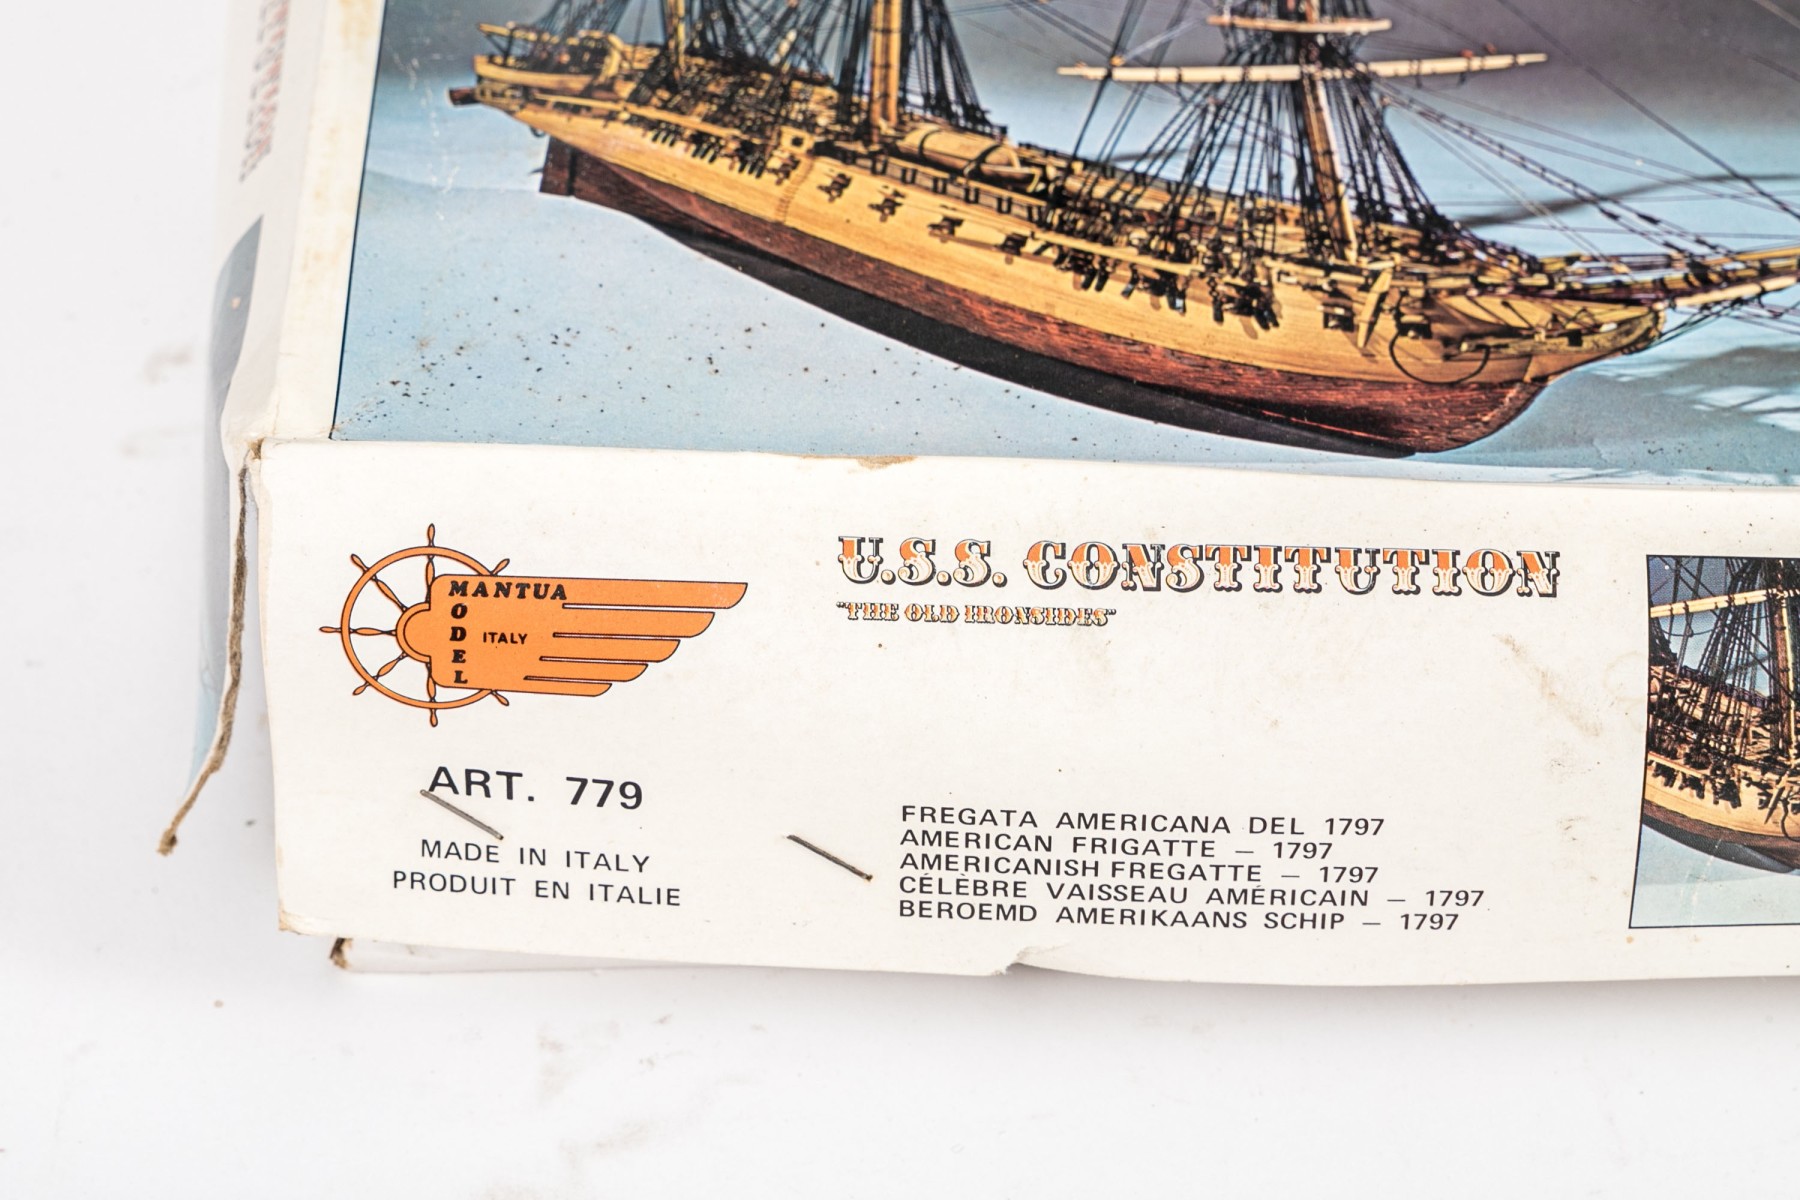 MANTUA
MODEL
ITALY
U.S.S. CONSTITUTION
"THE OLD IRONSIDES"
ART. 779
MADE IN ITALY
PRODUIT EN ITALIE
FREGATA AMERICANA DEL 1797
AMERICAN FRIGATTE – 1797
AMERICANISH FREGATTE – 1797
CÉLÈBRE VAISSEAU AMÉRICAIN – 1797
BEROEMD AMERIKAANS SCHIP – 1797